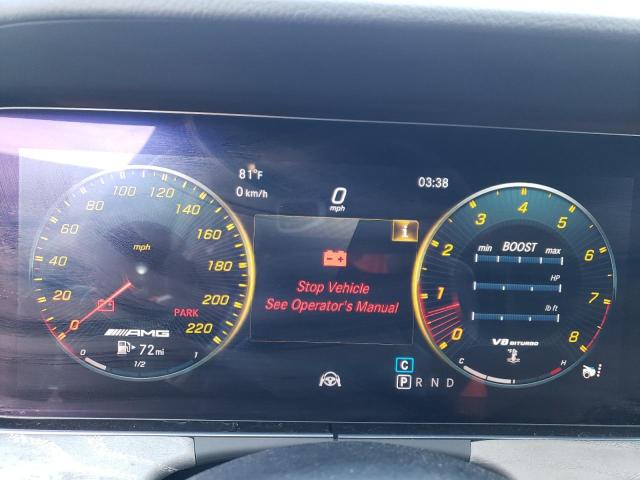 81°F
0 km/h
0
mph
03:38
0
20
40
60
80
100
120
140
160
180
200
220
mph
PARK
AMG
72 mi
0
1/2
1
i
- +
Stop Vehicle
See Operator's Manual
C
P R N D
0
1
2
3
4
5
6
7
8
min BOOST max
HP
lb ft
V8 BITURBO
C
H